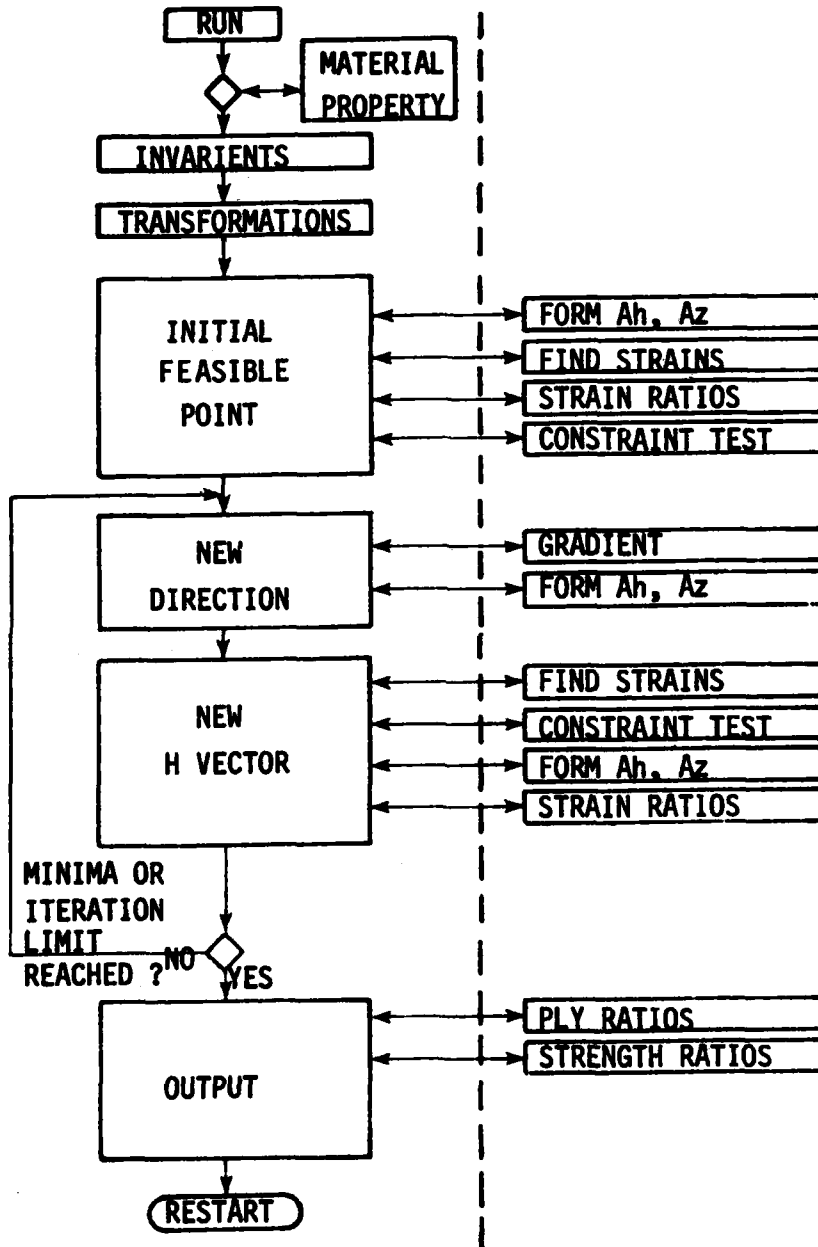 RUN
MATERIAL
PROPERTY
INVARIENTS
TRANSFORMATIONS
INITIAL
FEASIBLE
POINT
FORM Ah, Az
FIND STRAINS
STRAIN RATIOS
CONSTRAINT TEST
NEW
DIRECTION
GRADIENT
FORM Ah, Az
NEW
H VECTOR
FIND STRAINS
CONSTRAINT TEST
FORM Ah, Az
STRAIN RATIOS
MINIMA OR
ITERATION
LIMIT
REACHED ?
NO
YES
OUTPUT
PLY RATIOS
STRENGTH RATIOS
RESTART